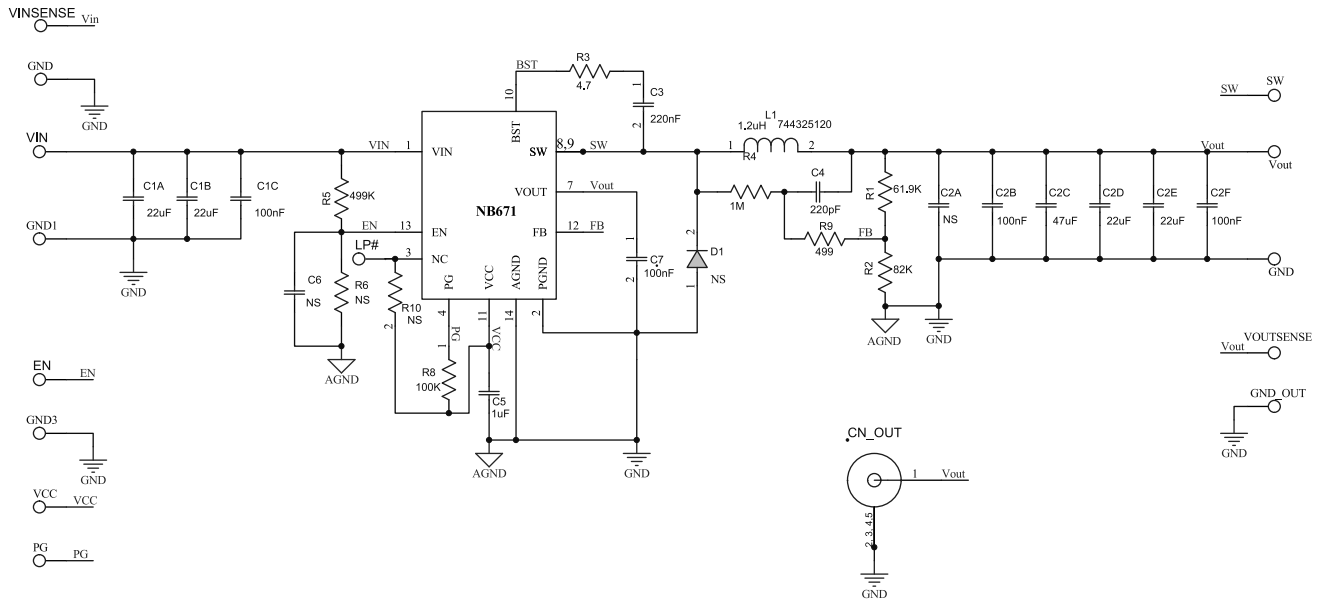 VINSENSE
Vin
GND
GND
VIN
GND1
C1A
22uF
C1B
22uF
C1C
100nF
GND
EN
EN
GND3
GND
VCC
VCC
PG
PG
VIN
1
R5
499K
EN
13
LP#
3
C6
NS
R6
NS
AGND
R10
NS
2
BST
10
R3
4.7
1
C3
220nF
2
BST
VIN
SW
VOUT
NB671
EN
FB
NC
PG
VCC
AGND
PGND
8,9
SW
7
Vout
12
FB
4
PG
1
R8
100K
11
VCC
C5
1uF
14
2
AGND
1
C7
100nF
2
GND
2
D1
1
NS
L1
1.2uH
744325120
1
2
R4
1M
C4
220pF
R9
499
FB
R1
61.9K
R2
82K
AGND
C2A
NS
GND
C2B
100nF
C2C
47uF
C2D
22uF
C2E
22uF
C2F
100nF
SW
SW
Vout
Vout
GND
VOUTSENSE
Vout
GND_OUT
GND
CN_OUT
1
Vout
2, 3, 4, 5
GND